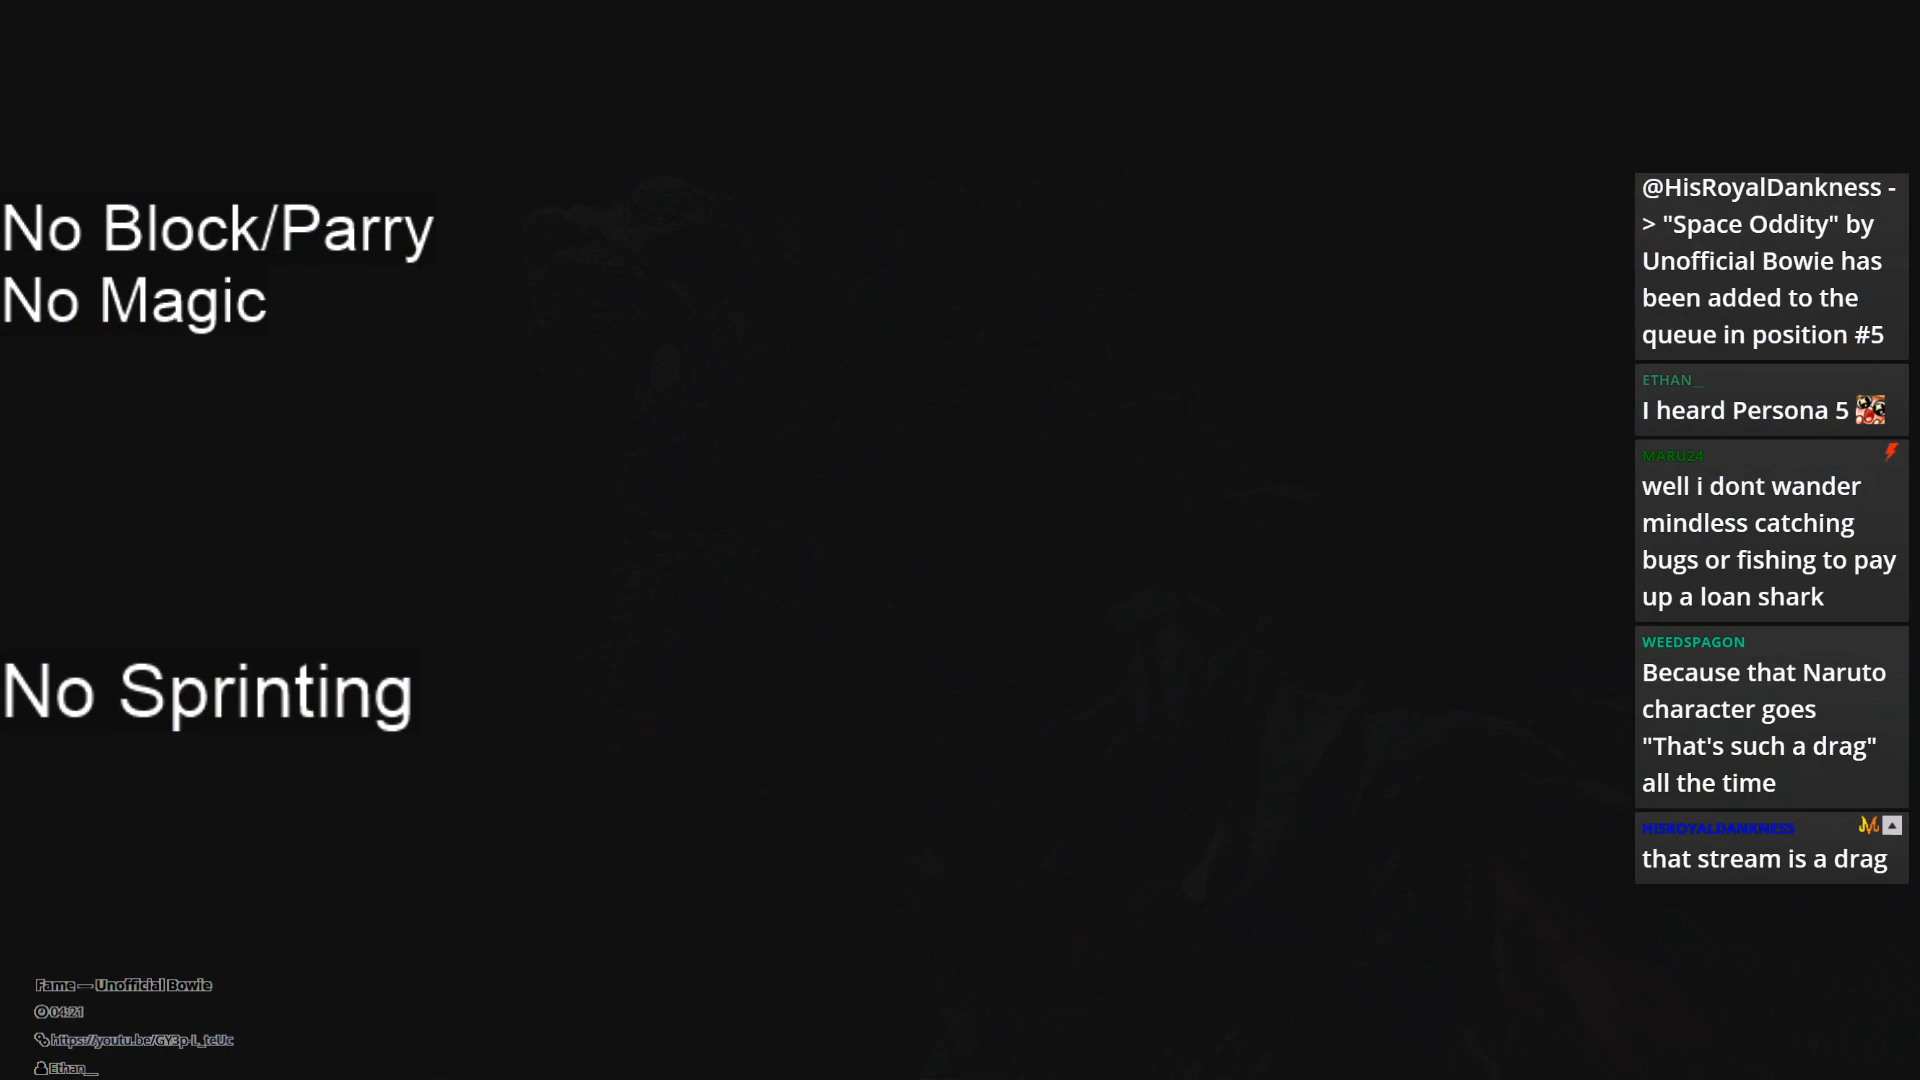 No Block/Parry
No Magic
No Sprinting
Fame — Unofficial Bowie
04:21
https://youtu.be/GY3p-L_teUc
Ethan__
@HisRoyalDankness -
> "Space Oddity" by
Unofficial Bowie has
been added to the
queue in position #5
ETHAN__
I heard Persona 5
MARU24
well i dont wander
mindless catching
bugs or fishing to pay
up a loan shark
WEEDSPAGON
Because that Naruto
character goes
"That's such a drag"
all the time
HISROYALDANKNESS
that stream is a drag